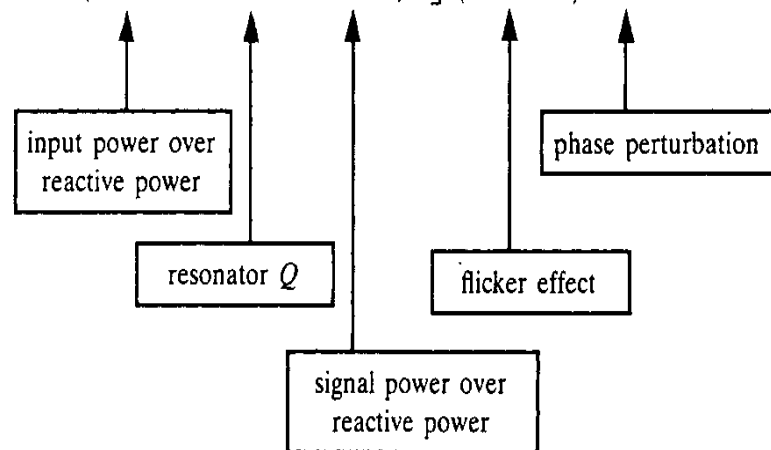 input power over
reactive power
phase perturbation
resonator Q
flicker effect
signal power over
reactive power